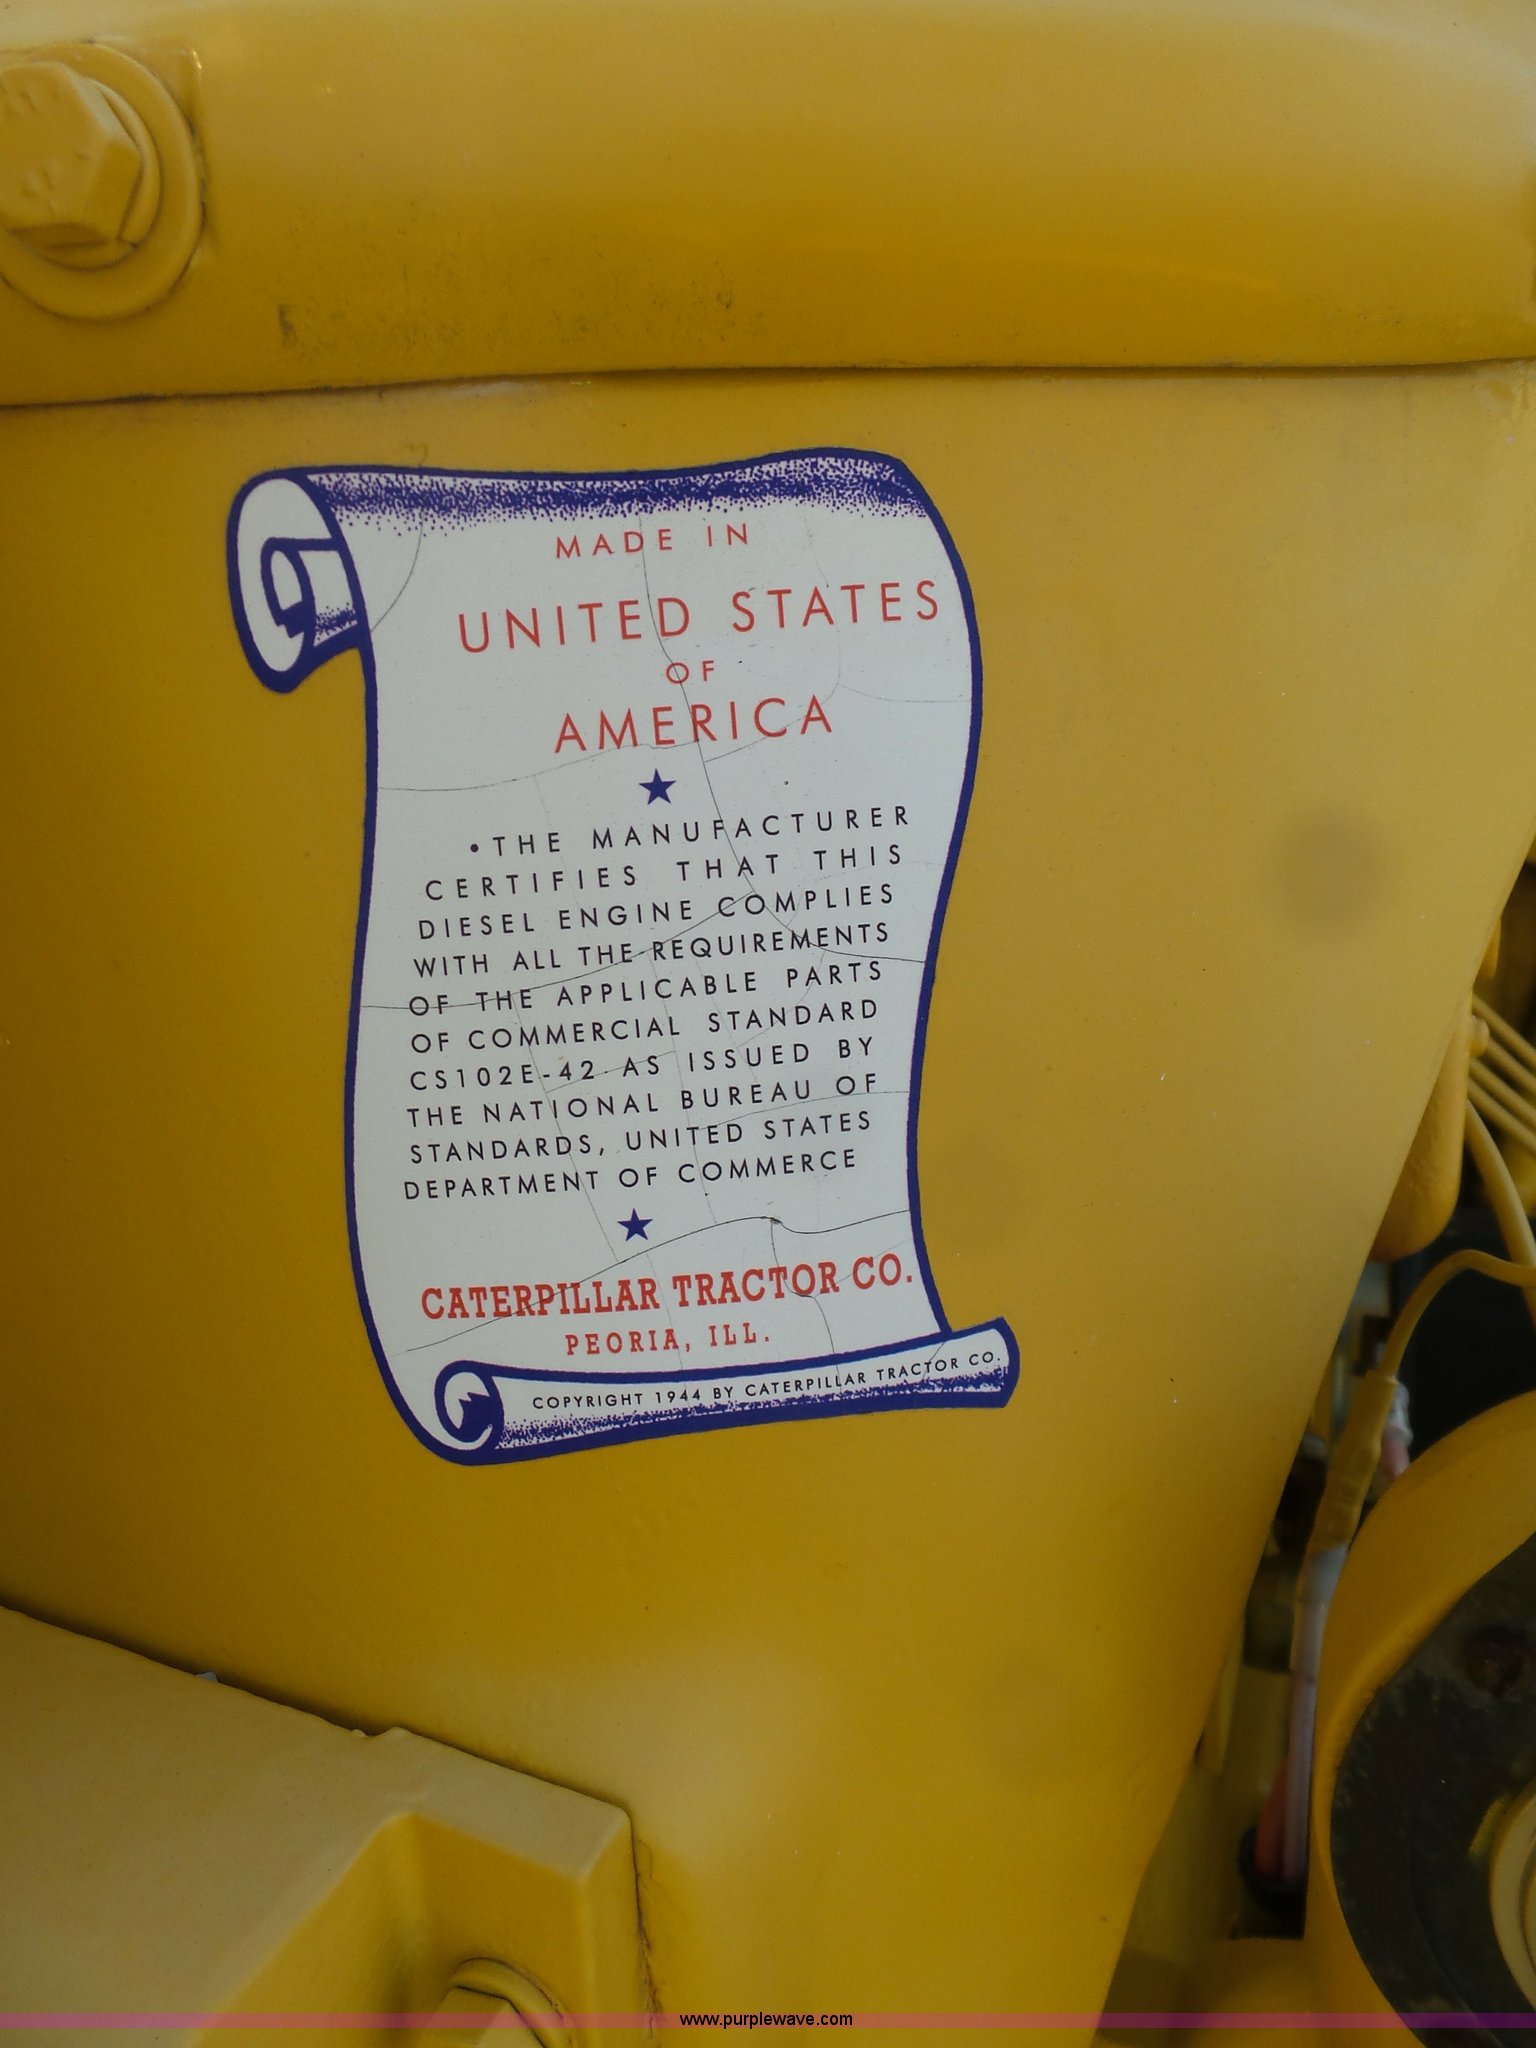 MADE IN
UNITED STATES
OF
AMERICA
•THE MANUFACTURER
CERTIFIES THAT THIS
DIESEL ENGINE COMPLIES
WITH ALL THE REQUIREMENTS
OF THE APPLICABLE PARTS
OF COMMERCIAL STANDARD
CS102E-42 AS ISSUED BY
THE NATIONAL BUREAU OF
STANDARDS, UNITED STATES
DEPARTMENT OF COMMERCE
CATERPILLAR TRACTOR CO.
PEORIA, ILL.
COPYRIGHT 1944 BY CATERPILLAR TRACTOR CO.
www.purplewave.com